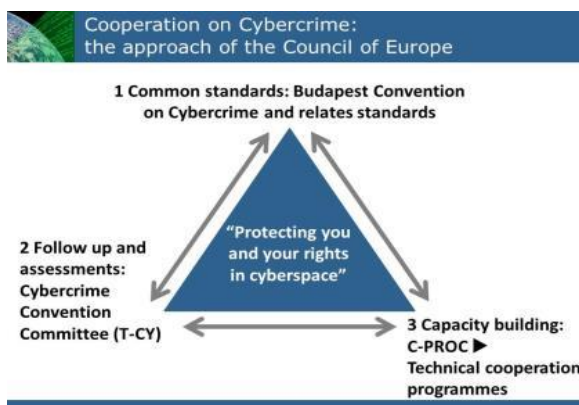 Cooperation on Cybercrime:
the approach of the Council of Europe
1 Common standards: Budapest Convention
on Cybercrime and relates standards
“Protecting you
and your rights
in cyberspace”
2 Follow up and
assessments:
Cybercrime
Convention
Committee (T-CY)
3 Capacity building:
C-PROC ▶
Technical cooperation
programmes